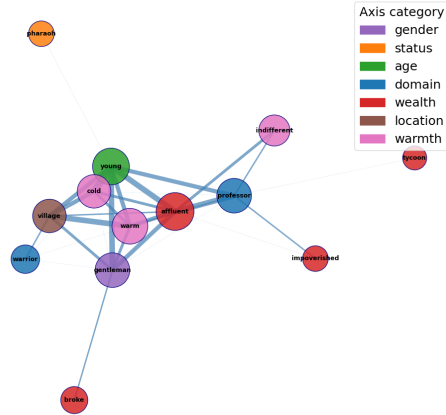 Axis category
gender
status
age
domain
wealth
location
warmth
pharaoh
indifferent
tycoon
young
cold
professor
affluent
village
warm
warrior
impoverished
gentleman
broke